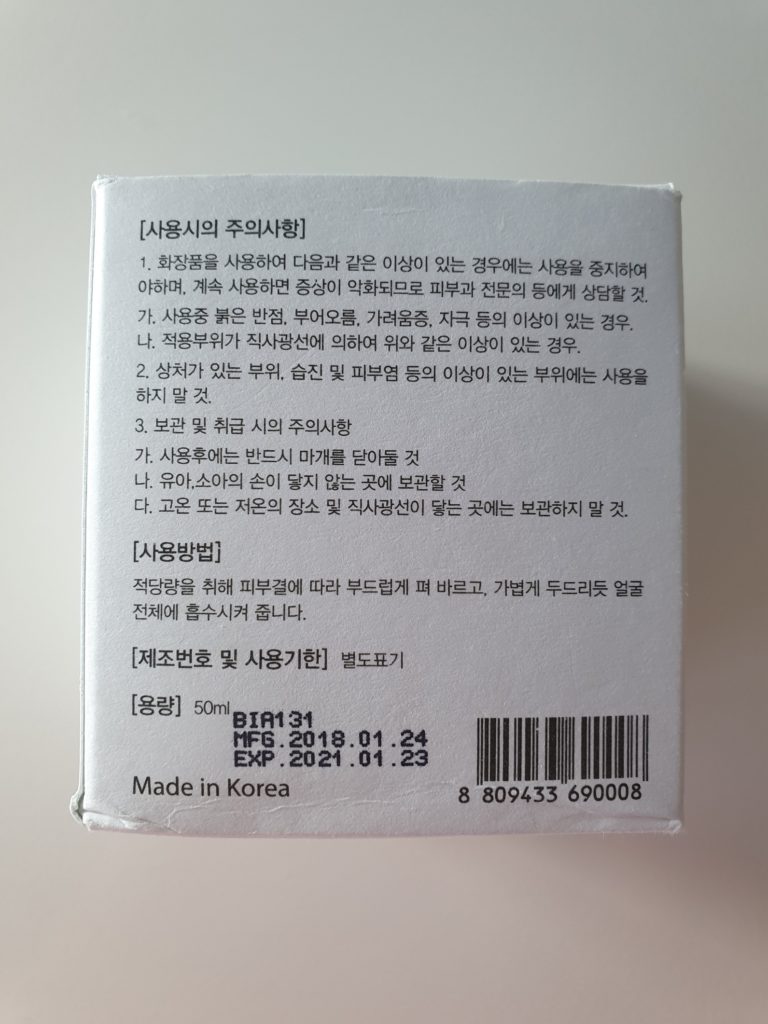 [사용시의 주의사항]
1. 화장품을 사용하여 다음과 같은 이상이 있는 경우에는 사용을 중지하여
야하며, 계속 사용하면 증상이 악화되므로 피부과 전문의 등에게 상담할 것.
가. 사용중 붉은 반점, 부어오름, 가려움증, 자극 등의 이상이 있는 경우.
나. 적용부위가 직사광선에 의하여 위와 같은 이상이 있는 경우.
2. 상처가 있는 부위, 습진 및 피부염 등의 이상이 있는 부위에는 사용을
하지 말 것.
3. 보관 및 취급 시의 주의사항
가. 사용후에는 반드시 마개를 닫아둘 것
나. 유아,소아의 손이 닿지 않는 곳에 보관할 것
다. 고온 또는 저온의 장소 및 직사광선이 닿는 곳에는 보관하지 말 것.
[사용방법]
적당량을 취해 피부결에 따라 부드럽게 펴 바르고, 가볍게 두드리듯 얼굴
전체에 흡수시켜 줍니다.
[제조번호 및 사용기한] 별도표기
[용량] 50ml
BIA131
MFG.2018.01.24
EXP.2021.01.23
Made in Korea
8 809433 690008